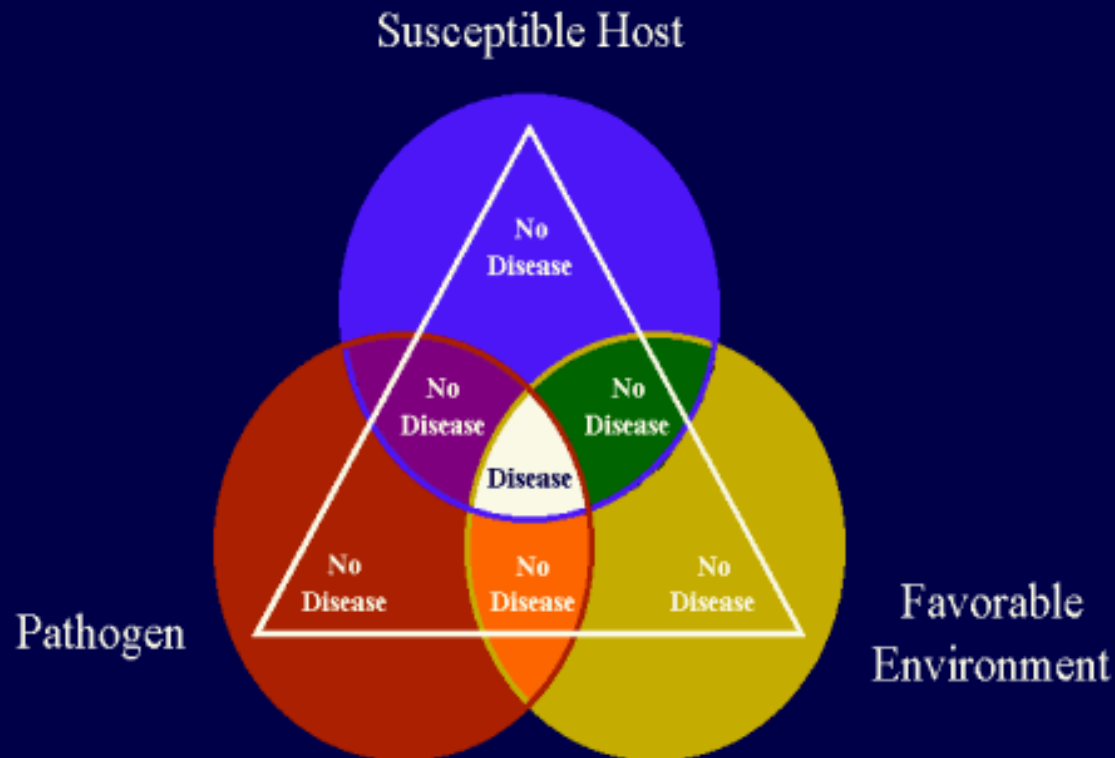 Susceptible Host
No
Disease
No
Disease
No
Disease
Disease
No
Disease
No
Disease
No
Disease
Pathogen
Favorable
Environment